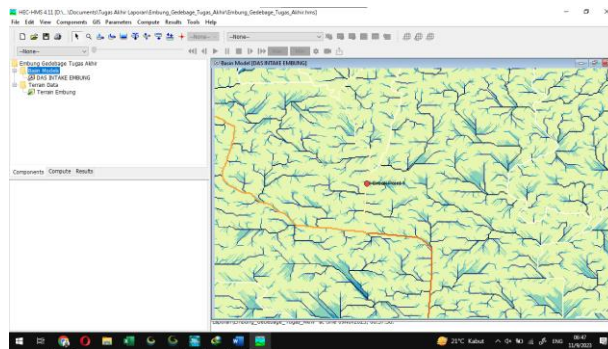 HEC-HMS 4.11 [D:\...\Documents\Tugas Akhir Laporan\Embung_Gedebage_Tugas_Akhir\Embung_Gedebage_Tugas_Akhir.hms]
File Edit View Components GIS Parameters Compute Results Tools Help
--None-- --None--
--None--
Embung Gedebage Tugas Akhir
Basin Models
DAS INTAKE EMBUNG
Terrain Data
Terrain Embung
Basin Model [DAS INTAKE EMBUNG]
Components Compute Results
21°C Kabut ENG
06:47
11/9/2023